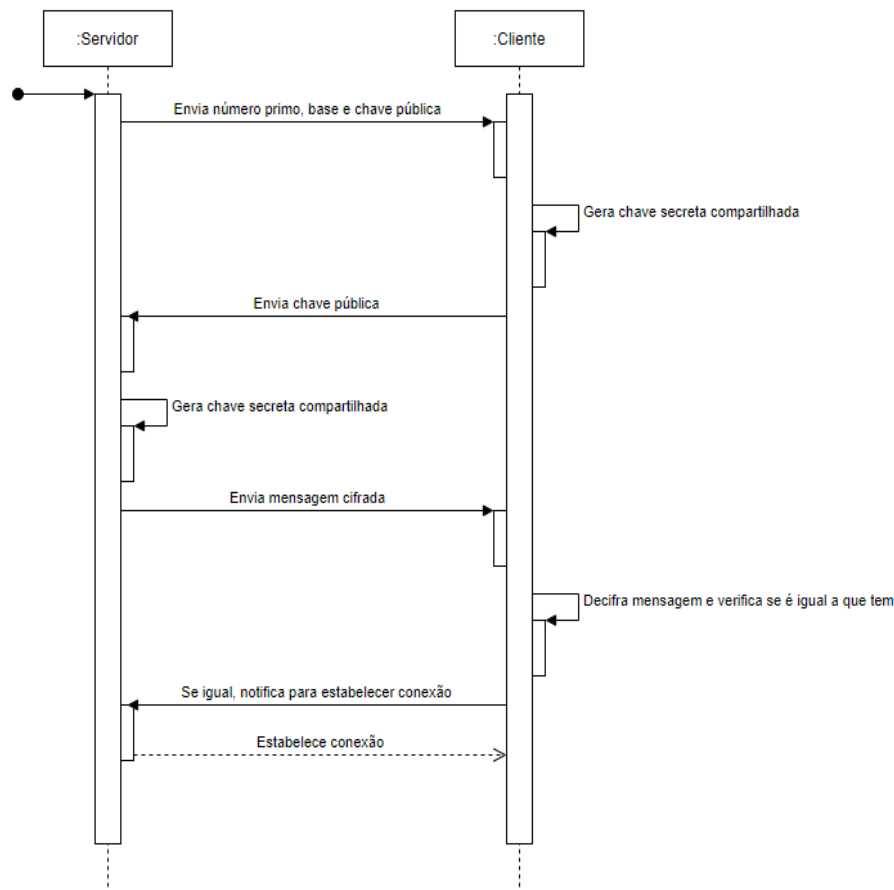 :Servidor
:Cliente
Envia número primo, base e chave pública
Gera chave secreta compartilhada
Envia chave pública
Gera chave secreta compartilhada
Envia mensagem cifrada
Decifra mensagem e verifica se é igual a que tem
Se igual, notifica para estabelecer conexão
Estabelece conexão